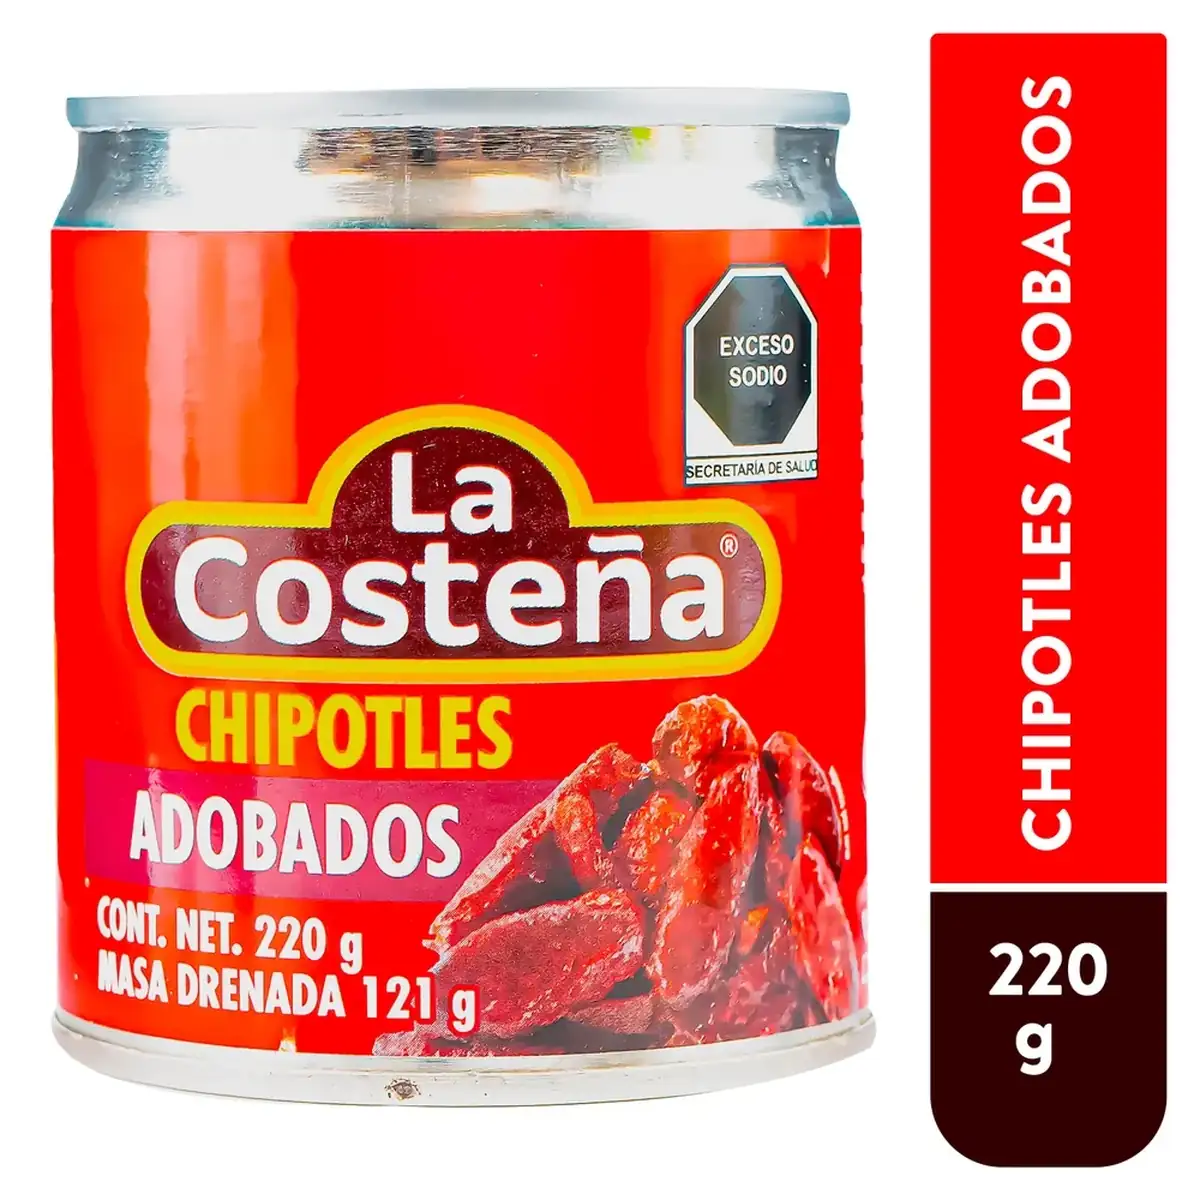 EXCESO
SODIO
SECRETARÍA DE SALUD
La
Costeña®
CHIPOTLES
ADOBADOS
CONT. NET. 220 g
MASA DRENADA 121 g
CHIPOTLES ADOBADOS
220
g